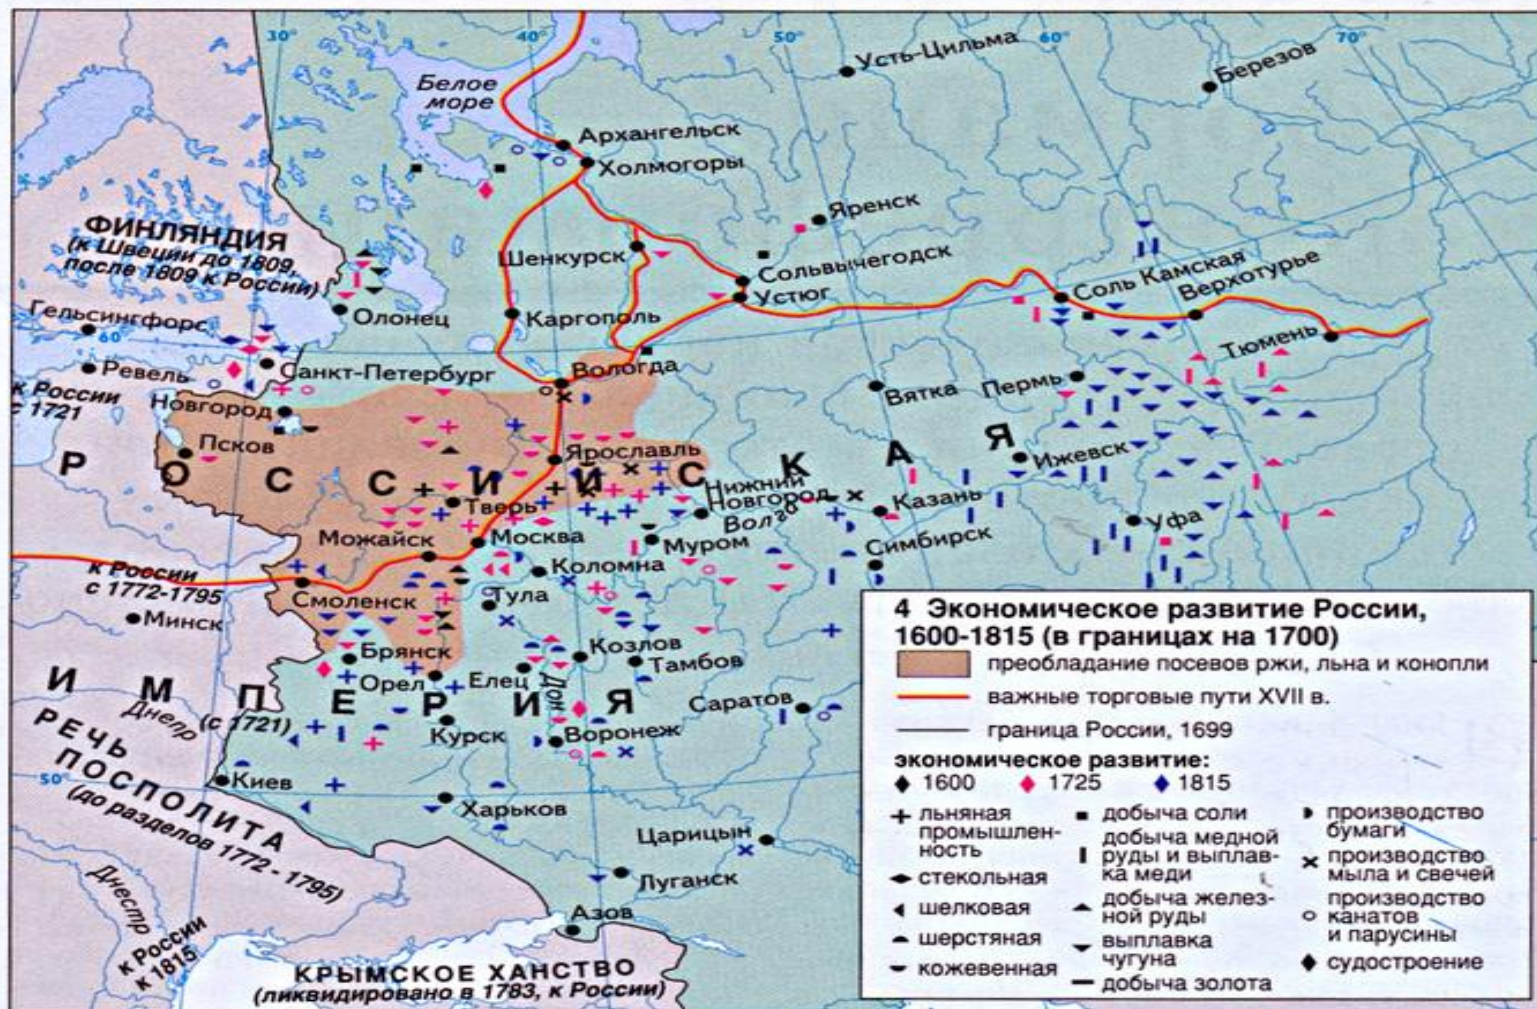 30°
40°
50°
60°
70°
Усть-Цильма
Березов
Белое
море
Архангельск
Холмогоры
Яренск
ФИНЛЯНДИЯ
(к Швеции до 1809,
после 1809 к России)
Шенкурск
Сольвычегодск
Устюг
Соль Камская
Верхотурье
Гельсингфорс
Олонец
Каргополь
Тюмень
60°
Ревель
Санкт-Петербург
Вологда
Вятка
Пермь
к России
с 1721
Новгород
Псков
Ярославль
Ижевск
РОССИЙСКАЯ
Нижний
Новгород
Волга
Казань
Тверь
Уфа
Можайск
Москва
Муром
Симбирск
к России
с 1772-1795
Коломна
Смоленск
Тула
Минск
Брянск
Козлов
Тамбов
Орел
Елец
Дон
Саратов
ИМПЕРИЯ
Днепр
(с 1721)
Курск
Воронеж
РЕЧЬ
ПОСПОЛИТА
(до разделов 1772 - 1795)
50°
Киев
Харьков
Царицын
Луганск
Днестр
Азов
к России
к 1815
КРЫМСКОЕ ХАНСТВО
(ликвидировано в 1783, к России)
4 Экономическое развитие России,
1600-1815 (в границах на 1700)
преобладание посевов ржи, льна и конопли
важные торговые пути XVII в.
граница России, 1699
экономическое развитие:
1600 1725 1815
льняная
промышлен-
ность
стекольная
шелковая
шерстяная
кожевенная
добыча соли
добыча медной
руды и выплав-
ка меди
добыча желез-
ной руды
выплавка
чугуна
добыча золота
производство
бумаги
производство
мыла и свечей
производство
канатов
и парусины
судостроение